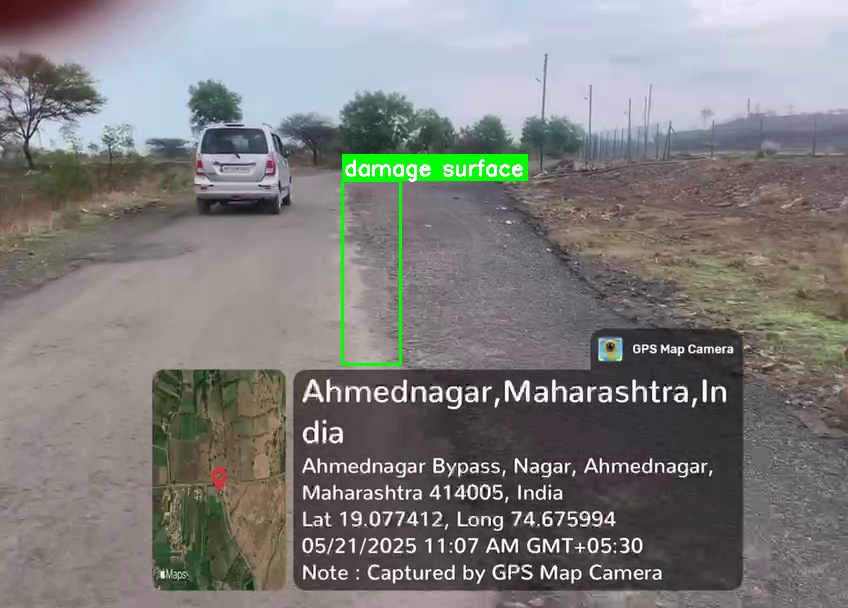 damage surface
GPS Map Camera
Ahmednagar,Maharashtra,In
dia
Ahmednagar Bypass, Nagar, Ahmednagar,
Maharashtra 414005, India
Lat 19.077412, Long 74.675994
05/21/2025 11:07 AM GMT+05:30
Note : Captured by GPS Map Camera
Maps